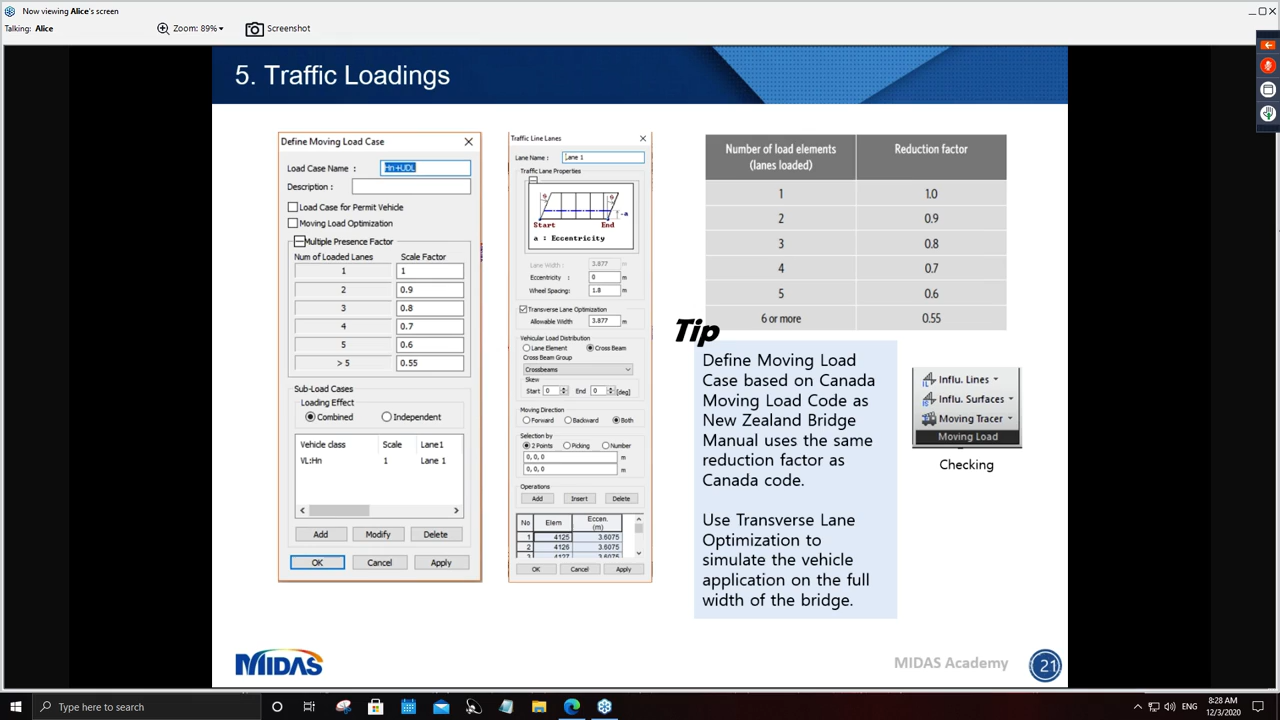 Now viewing Alice's screen
Talking: Alice
Zoom: 89%
Screenshot
5. Traffic Loadings
Define Moving Load Case
Load Case Name :
Hn+UDL
Description :
Load Case for Permit Vehicle
Moving Load Optimization
Multiple Presence Factor
Num of Loaded Lanes Scale Factor
1 1
2 0.9
3 0.8
4 0.7
5 0.6
> 5 0.55
Sub-Load Cases
Loading Effect
Combined Independent
Vehicle class Scale Lane1
VL:Hn 1 Lane 1
Add Modify Delete
OK Cancel Apply
Traffic Line Lanes
Lane Name : Lane 1
Traffic Lane Properties
Start End
a : Eccentricity
Lane Width : 3.877 m
Eccentricity : 0 m
Wheel Spacing: 1.8 m
Transverse Lane Optimization
Allowable Width 3.877 m
Vehicular Load Distribution
Lane Element Cross Beam
Cross Beam Group
Crossbeams
Skew
Start 0 End 0 [deg]
Moving Direction
Forward Backward Both
Selection by
2 Points Picking Number
0, 0, 0 m
0, 0, 0 m
Operations
Add Insert Delete
No Elem Eccen.
(m)
1 4125 3.6075
2 4126 3.6075
3 4127 3.6075
OK Cancel Apply
Number of load elements
(lanes loaded)
Reduction factor
1 1.0
2 0.9
3 0.8
4 0.7
5 0.6
6 or more 0.55
Tip
Define Moving Load
Case based on Canada
Moving Load Code as
New Zealand Bridge
Manual uses the same
reduction factor as
Canada code.
Use Transverse Lane
Optimization to
simulate the vehicle
application on the full
width of the bridge.
Influ. Lines
Influ. Surfaces
Moving Tracer
Moving Load
Checking
MIDAS
MIDAS Academy
21
Type here to search
8:28 AM
12/3/2020